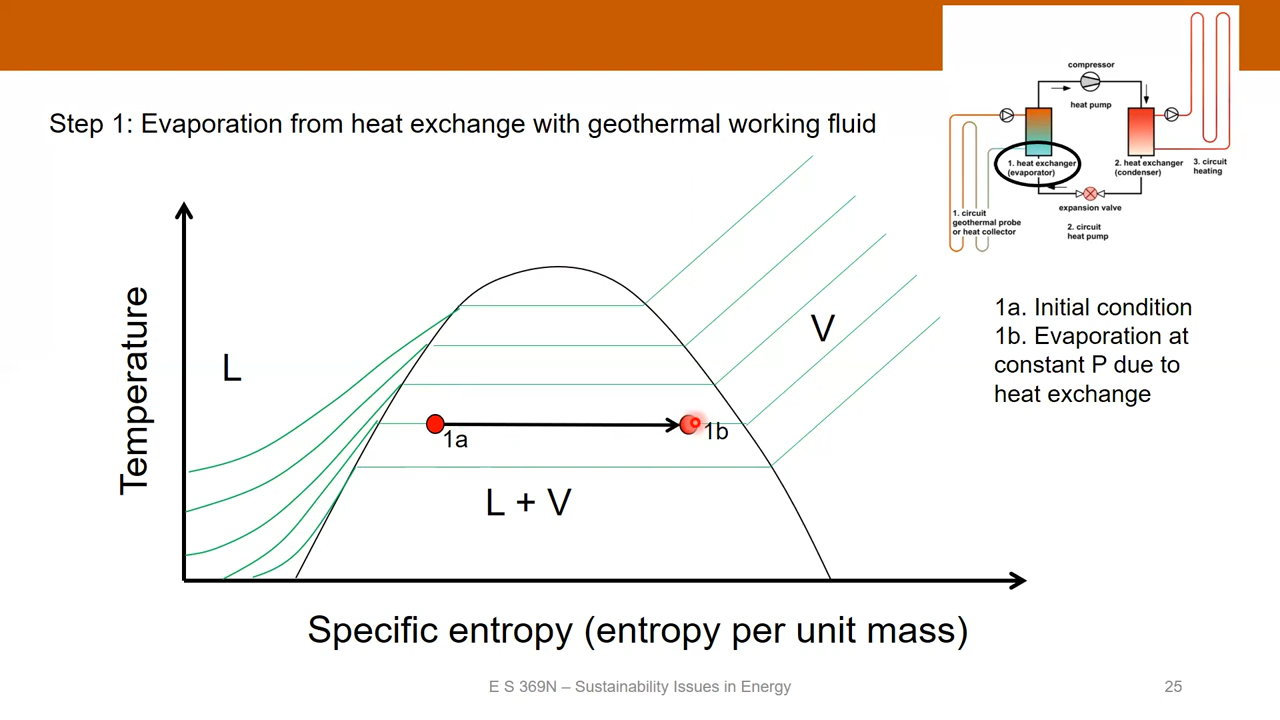 Step 1: Evaporation from heat exchange with geothermal working fluid
compressor
heat pump
1. heat exchanger
(evaporator)
2. heat exchanger
(condenser)
3. circuit
heating
expansion valve
1. circuit
geothermal probe
or heat collector
2. circuit
heat pump
Temperature
L
V
1a
1b
L + V
1a. Initial condition
1b. Evaporation at
constant P due to
heat exchange
Specific entropy (entropy per unit mass)
E S 369N – Sustainability Issues in Energy
25